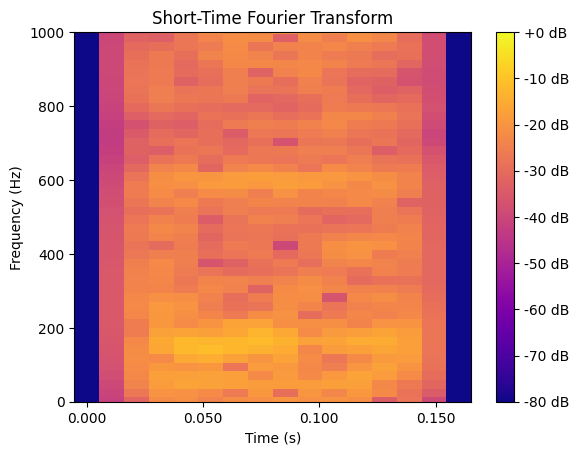 Short-Time Fourier Transform
1000
800
600
400
200
0
Frequency (Hz)
0.000
0.050
0.100
0.150
Time (s)
+0 dB
-10 dB
-20 dB
-30 dB
-40 dB
-50 dB
-60 dB
-70 dB
-80 dB